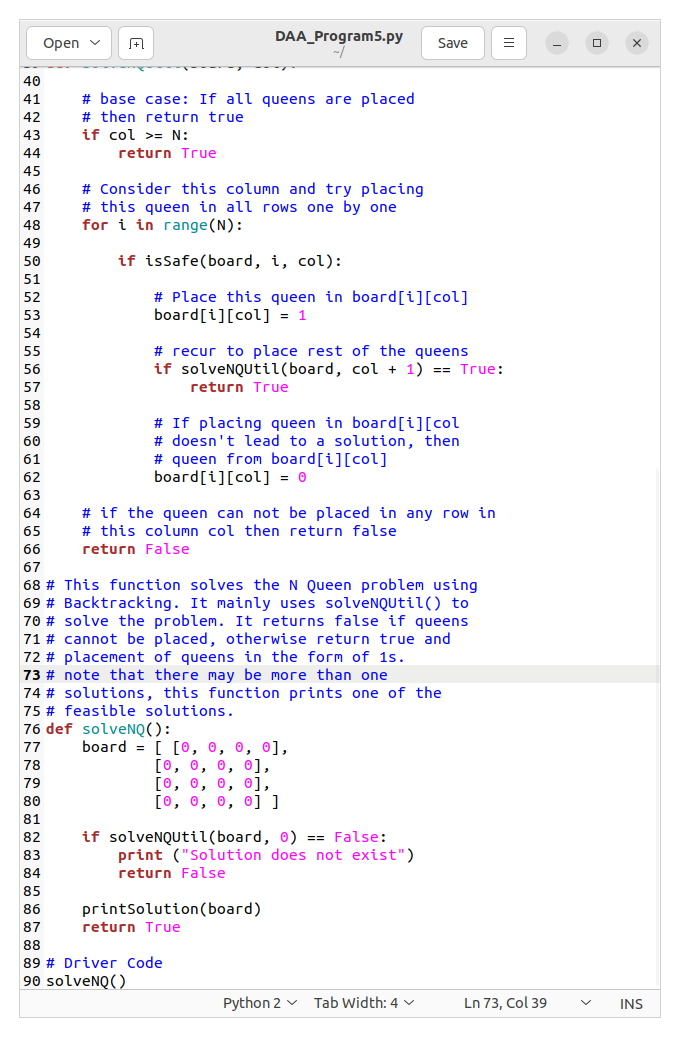 Open
DAA_Program5.py
~/
Save
40
41     # base case: If all queens are placed
42     # then return true
43     if col >= N:
44         return True
45
46     # Consider this column and try placing
47     # this queen in all rows one by one
48     for i in range(N):
49
50         if isSafe(board, i, col):
51
52             # Place this queen in board[i][col]
53             board[i][col] = 1
54
55             # recur to place rest of the queens
56             if solveNQUtil(board, col + 1) == True:
57                 return True
58
59             # If placing queen in board[i][col
60             # doesn't lead to a solution, then
61             # queen from board[i][col]
62             board[i][col] = 0
63
64     # if the queen can not be placed in any row in
65     # this column col then return false
66     return False
67
68 # This function solves the N Queen problem using
69 # Backtracking. It mainly uses solveNQUtil() to
70 # solve the problem. It returns false if queens
71 # cannot be placed, otherwise return true and
72 # placement of queens in the form of 1s.
73 # note that there may be more than one
74 # solutions, this function prints one of the
75 # feasible solutions.
76 def solveNQ():
77     board = [ [0, 0, 0, 0],
78             [0, 0, 0, 0],
79             [0, 0, 0, 0],
80             [0, 0, 0, 0] ]
81
82     if solveNQUtil(board, 0) == False:
83         print ("Solution does not exist")
84         return False
85
86     printSolution(board)
87     return True
88
89 # Driver Code
90 solveNQ()
Python 2 Tab Width: 4 Ln 73, Col 39 INS